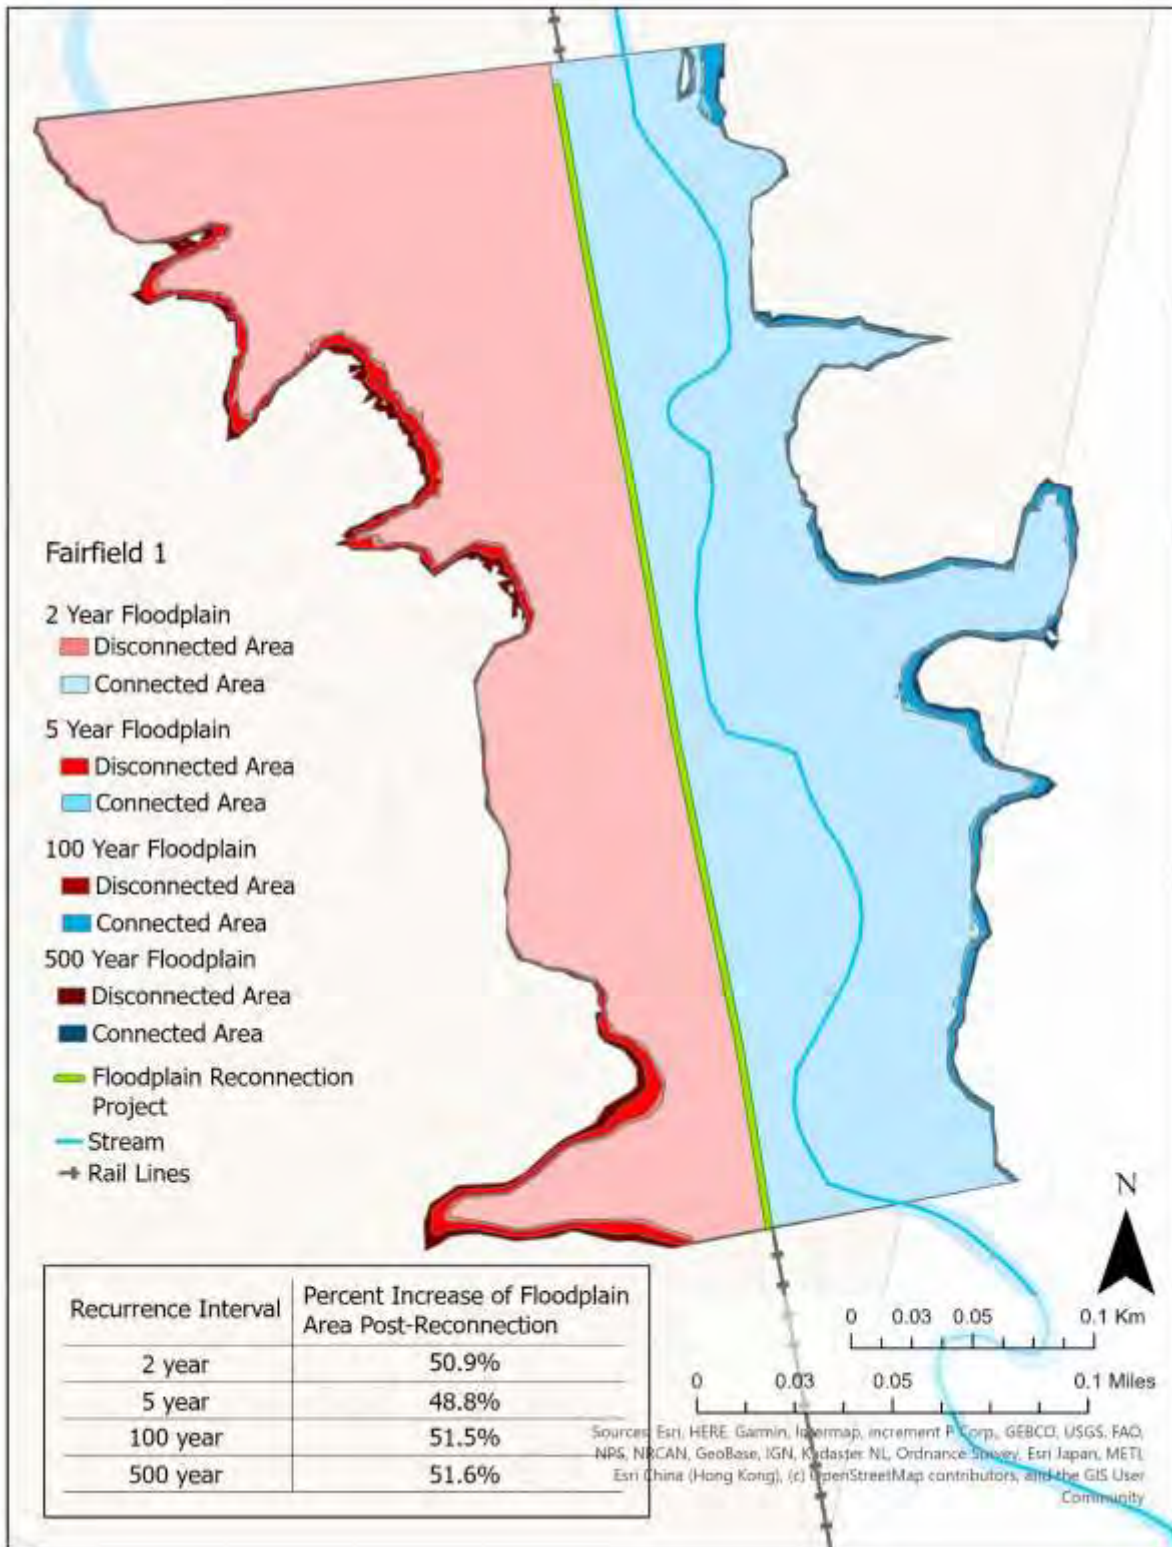 Fairfield 1
2 Year Floodplain
Disconnected Area
Connected Area
5 Year Floodplain
Disconnected Area
Connected Area
100 Year Floodplain
Disconnected Area
Connected Area
500 Year Floodplain
Disconnected Area
Connected Area
Floodplain Reconnection
Project
Stream
Rail Lines
N
0 0.03 0.05 0.1 Km
0 0.03 0.05 0.1 Miles
Recurrence Interval Percent Increase of Floodplain
Area Post-Reconnection
2 year 50.9%
5 year 48.8%
100 year 51.5%
500 year 51.6%
Sources: Esri, HERE, Garmin, Intermap, increment P Corp., GEBCO, USGS, FAO,
NPS, NRCAN, GeoBase, IGN, Kadaster NL, Ordnance Survey, Esri Japan, METI,
Esri China (Hong Kong), (c) OpenStreetMap contributors, and the GIS User
Community